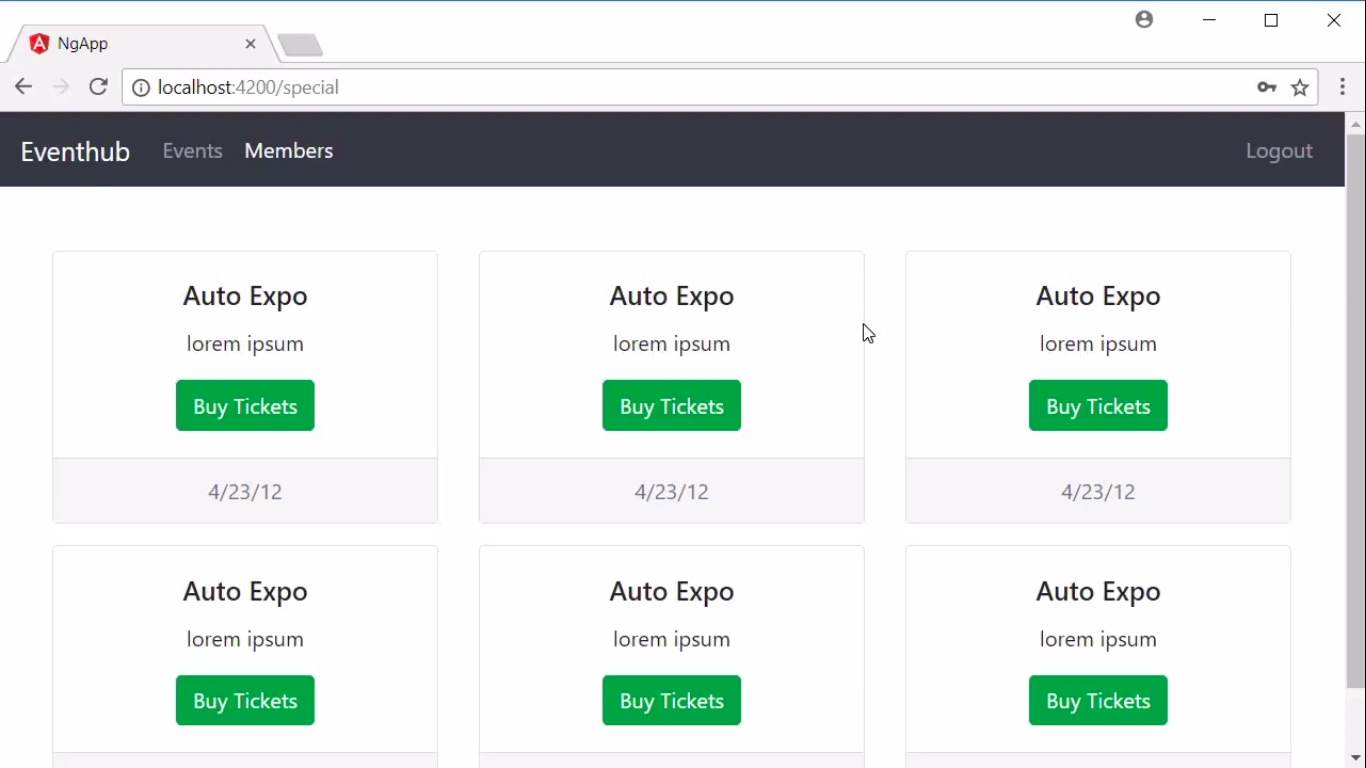 NgApp
localhost:4200/special
Eventhub Events Members Logout
Auto Expo Auto Expo Auto Expo
lorem ipsum lorem ipsum lorem ipsum
Buy Tickets Buy Tickets Buy Tickets
4/23/12 4/23/12 4/23/12
Auto Expo Auto Expo Auto Expo
lorem ipsum lorem ipsum lorem ipsum
Buy Tickets Buy Tickets Buy Tickets